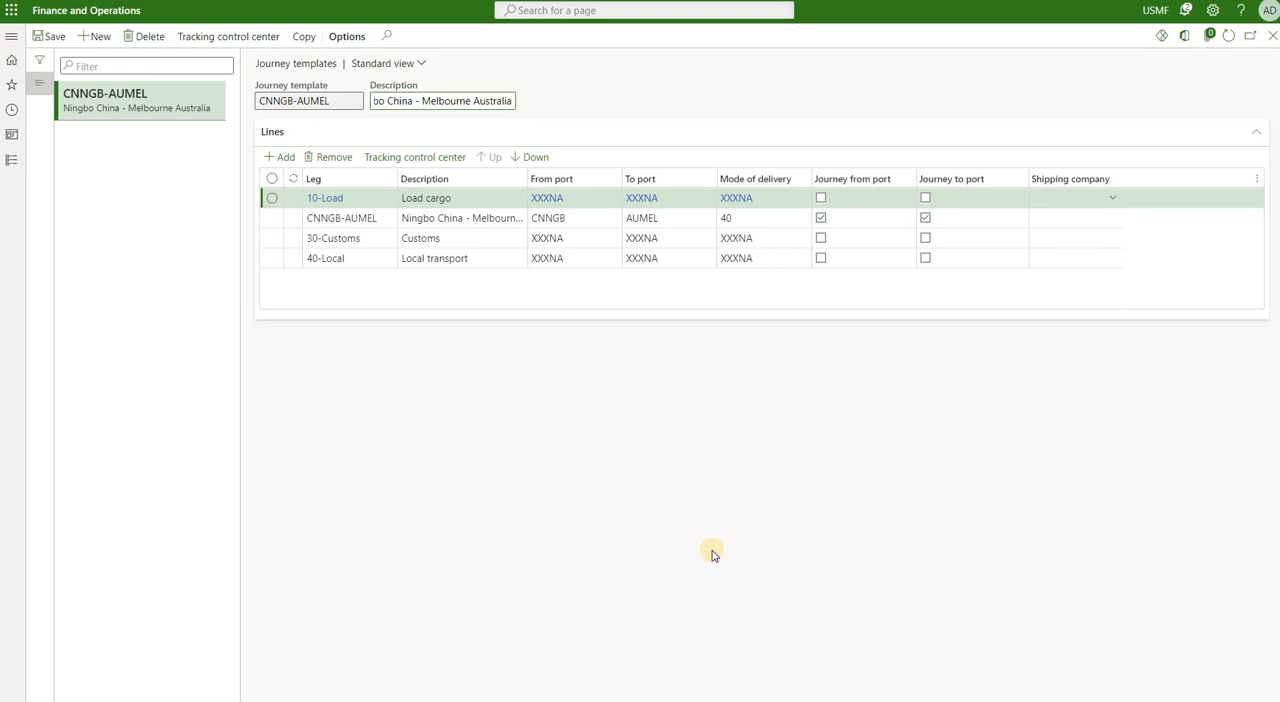 Finance and Operations
Search for a page
USMF
2
?
AD
Save
New
Delete
Tracking control center
Copy
Options
0
Filter
CNNGB-AUMEL
Ningbo China - Melbourne Australia
Journey templates | Standard view
Journey template
Description
CNNGB-AUMEL
bo China - Melbourne Australia
Lines
Add
Remove
Tracking control center
Up
Down
Leg Description From port To port Mode of delivery Journey from port Journey to port Shipping company
10-Load Load cargo XXXNA XXXNA XXXNA
CNNGB-AUMEL Ningbo China - Melbourn... CNNGB AUMEL 40
30-Customs Customs XXXNA XXXNA XXXNA
40-Local Local transport XXXNA XXXNA XXXNA